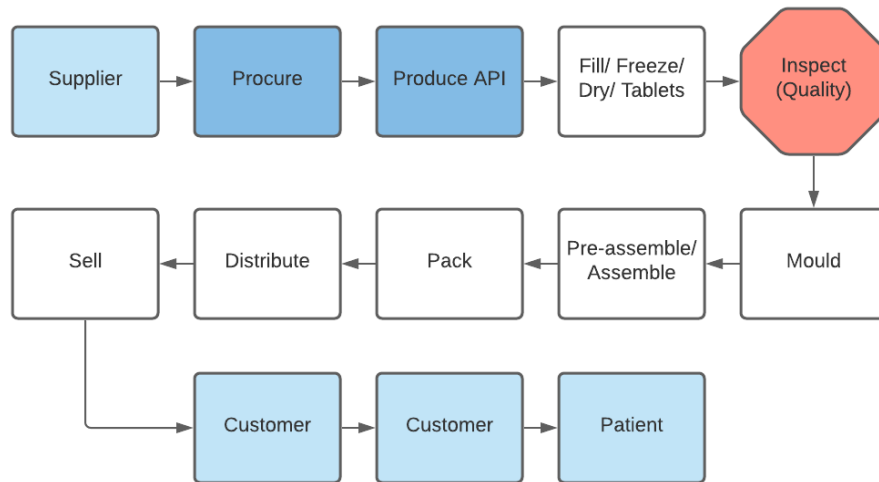 Supplier
Procure
Produce API
Fill/ Freeze/
Dry/ Tablets
Inspect
(Quality)
Sell
Distribute
Pack
Pre-assemble/
Assemble
Mould
Customer
Customer
Patient